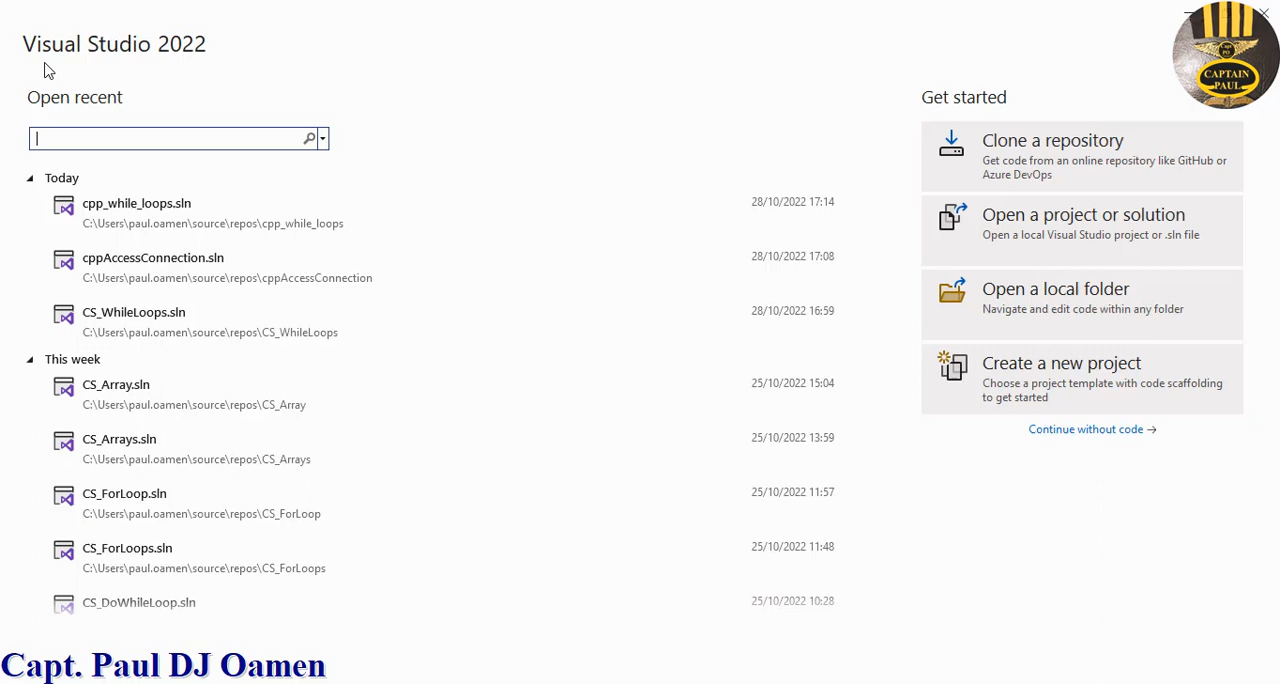 Visual Studio 2022
Open recent
Today
cpp_while_loops.sln 28/10/2022 17:14
C:\Users\paul.oamen\source\repos\cpp_while_loops
cppAccessConnection.sln 28/10/2022 17:08
C:\Users\paul.oamen\source\repos\cppAccessConnection
CS_WhileLoops.sln 28/10/2022 16:59
C:\Users\paul.oamen\source\repos\CS_WhileLoops
This week
CS_Array.sln 25/10/2022 15:04
C:\Users\paul.oamen\source\repos\CS_Array
CS_Arrays.sln 25/10/2022 13:59
C:\Users\paul.oamen\source\repos\CS_Arrays
CS_ForLoop.sln 25/10/2022 11:57
C:\Users\paul.oamen\source\repos\CS_ForLoop
CS_ForLoops.sln 25/10/2022 11:48
C:\Users\paul.oamen\source\repos\CS_ForLoops
CS_DoWhileLoop.sln 25/10/2022 10:28
Get started
Clone a repository
Get code from an online repository like GitHub or
Azure DevOps
Open a project or solution
Open a local Visual Studio project or .sln file
Open a local folder
Navigate and edit code within any folder
Create a new project
Choose a project template with code scaffolding
to get started
Continue without code →
Capt
PO
CAPTAIN
PAUL
Capt. Paul DJ Oamen